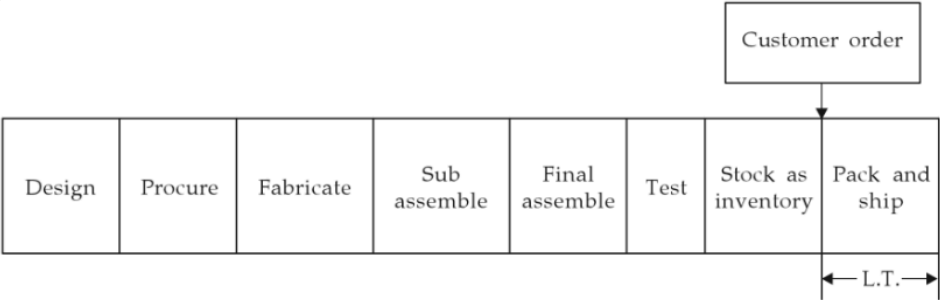 Customer order
Design
Procure
Fabricate
Sub
assemble
Final
assemble
Test
Stock as
inventory
Pack and
ship
L.T.